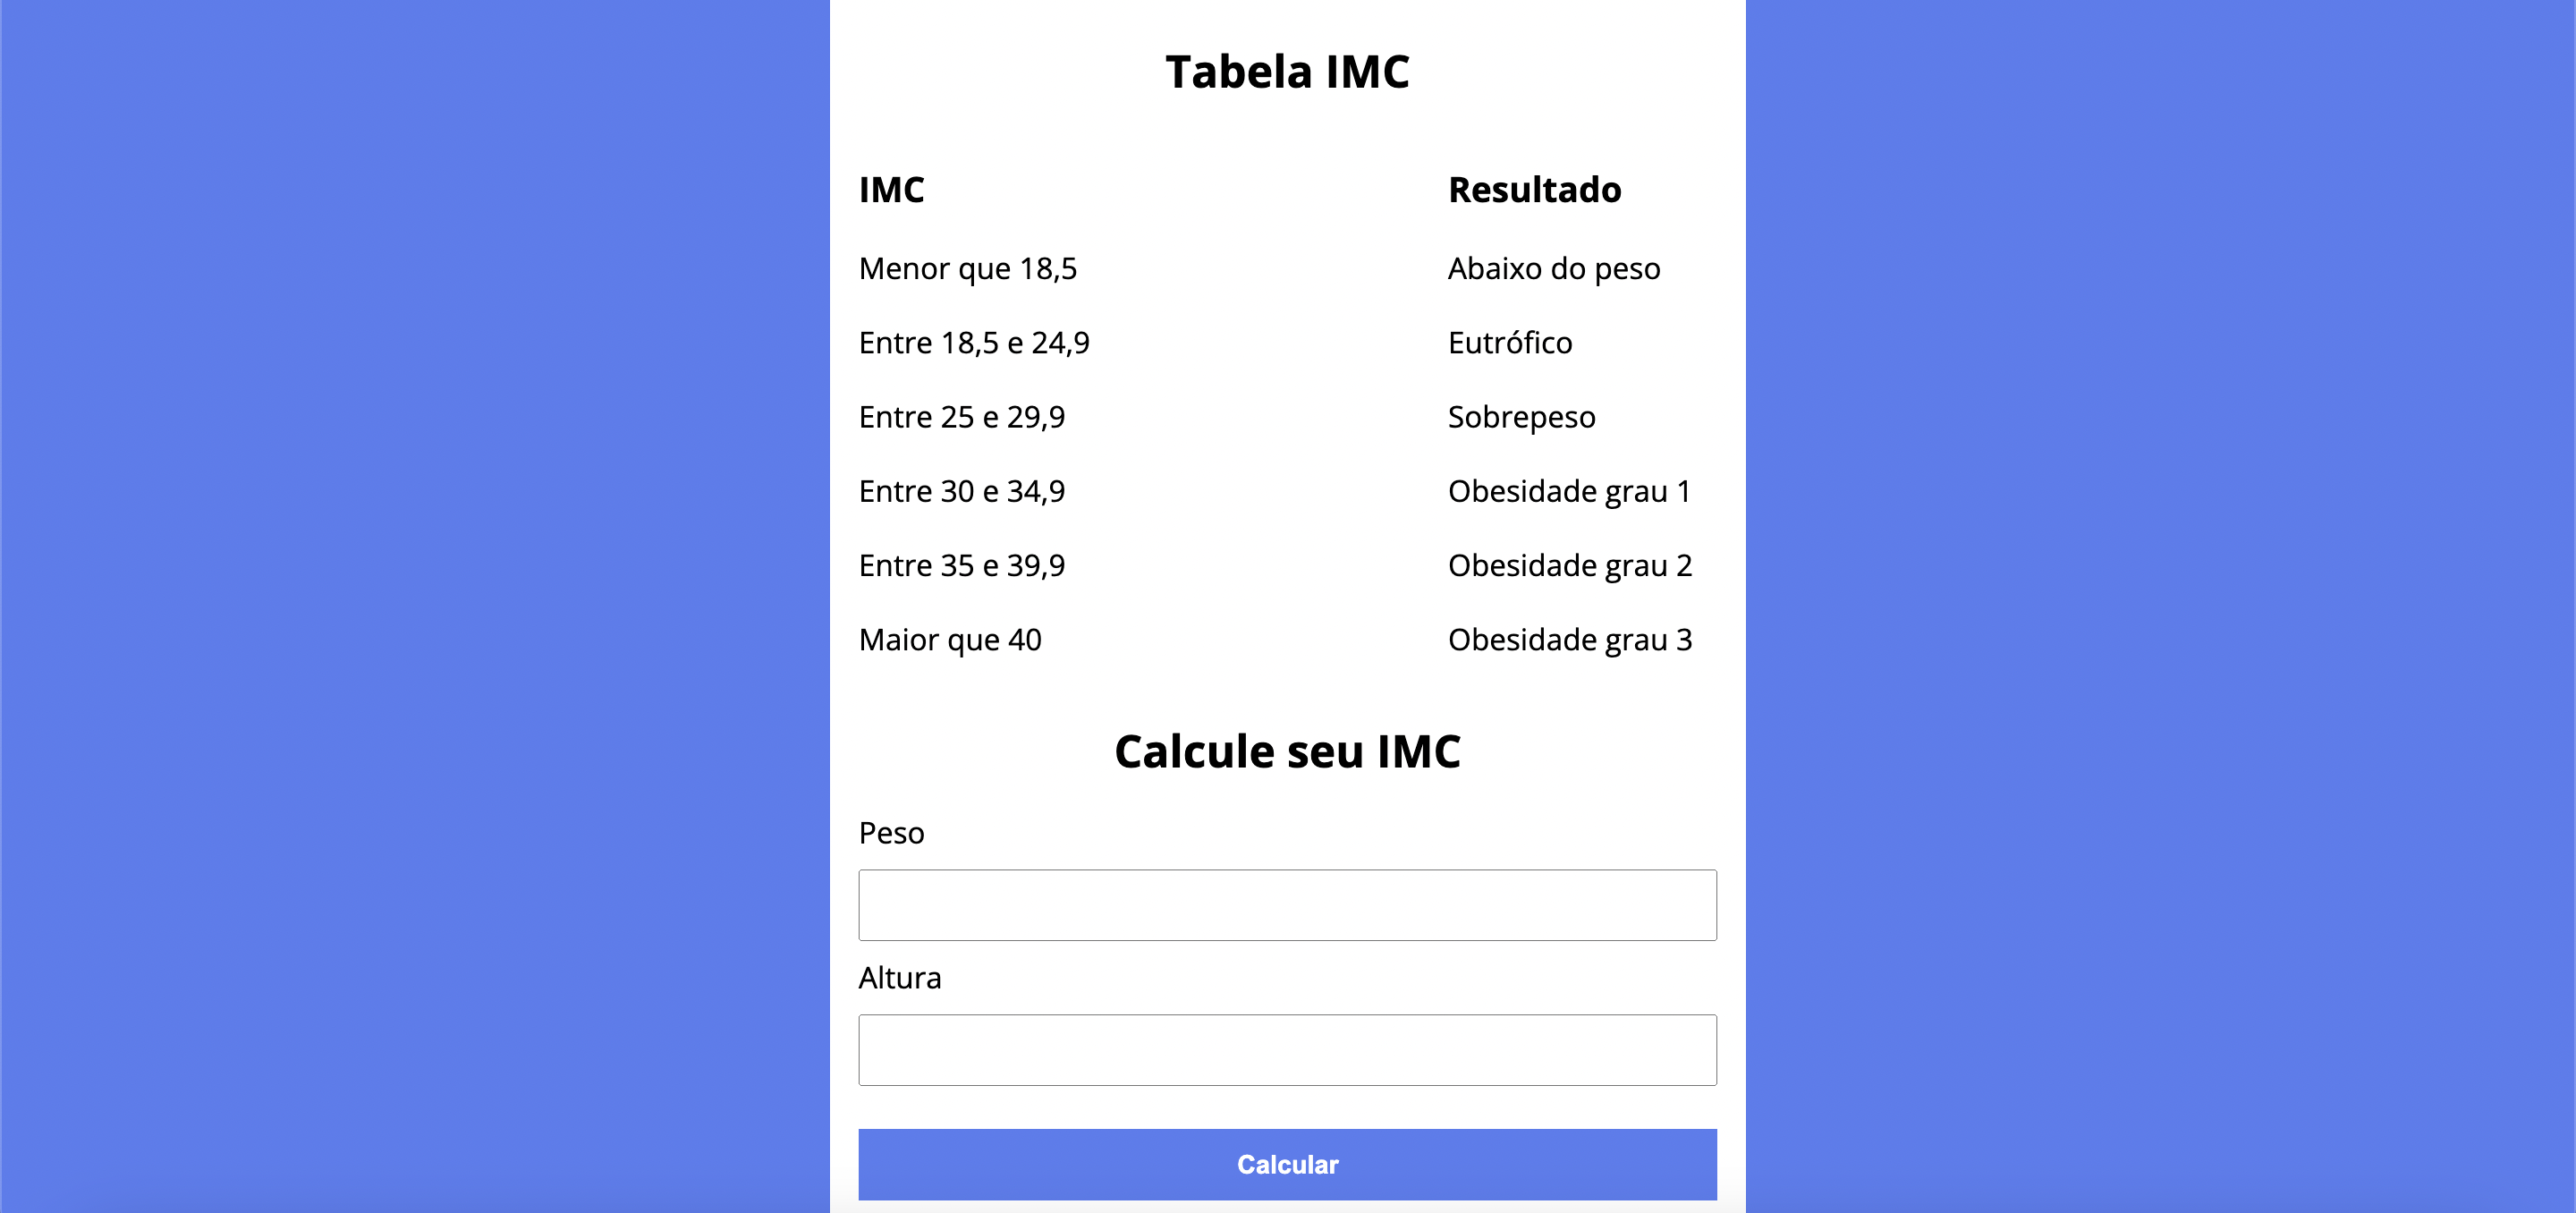 Tabela IMC
IMC Resultado
Menor que 18,5 Abaixo do peso
Entre 18,5 e 24,9 Eutrófico
Entre 25 e 29,9 Sobrepeso
Entre 30 e 34,9 Obesidade grau 1
Entre 35 e 39,9 Obesidade grau 2
Maior que 40 Obesidade grau 3
Calcule seu IMC
Peso
Altura
Calcular